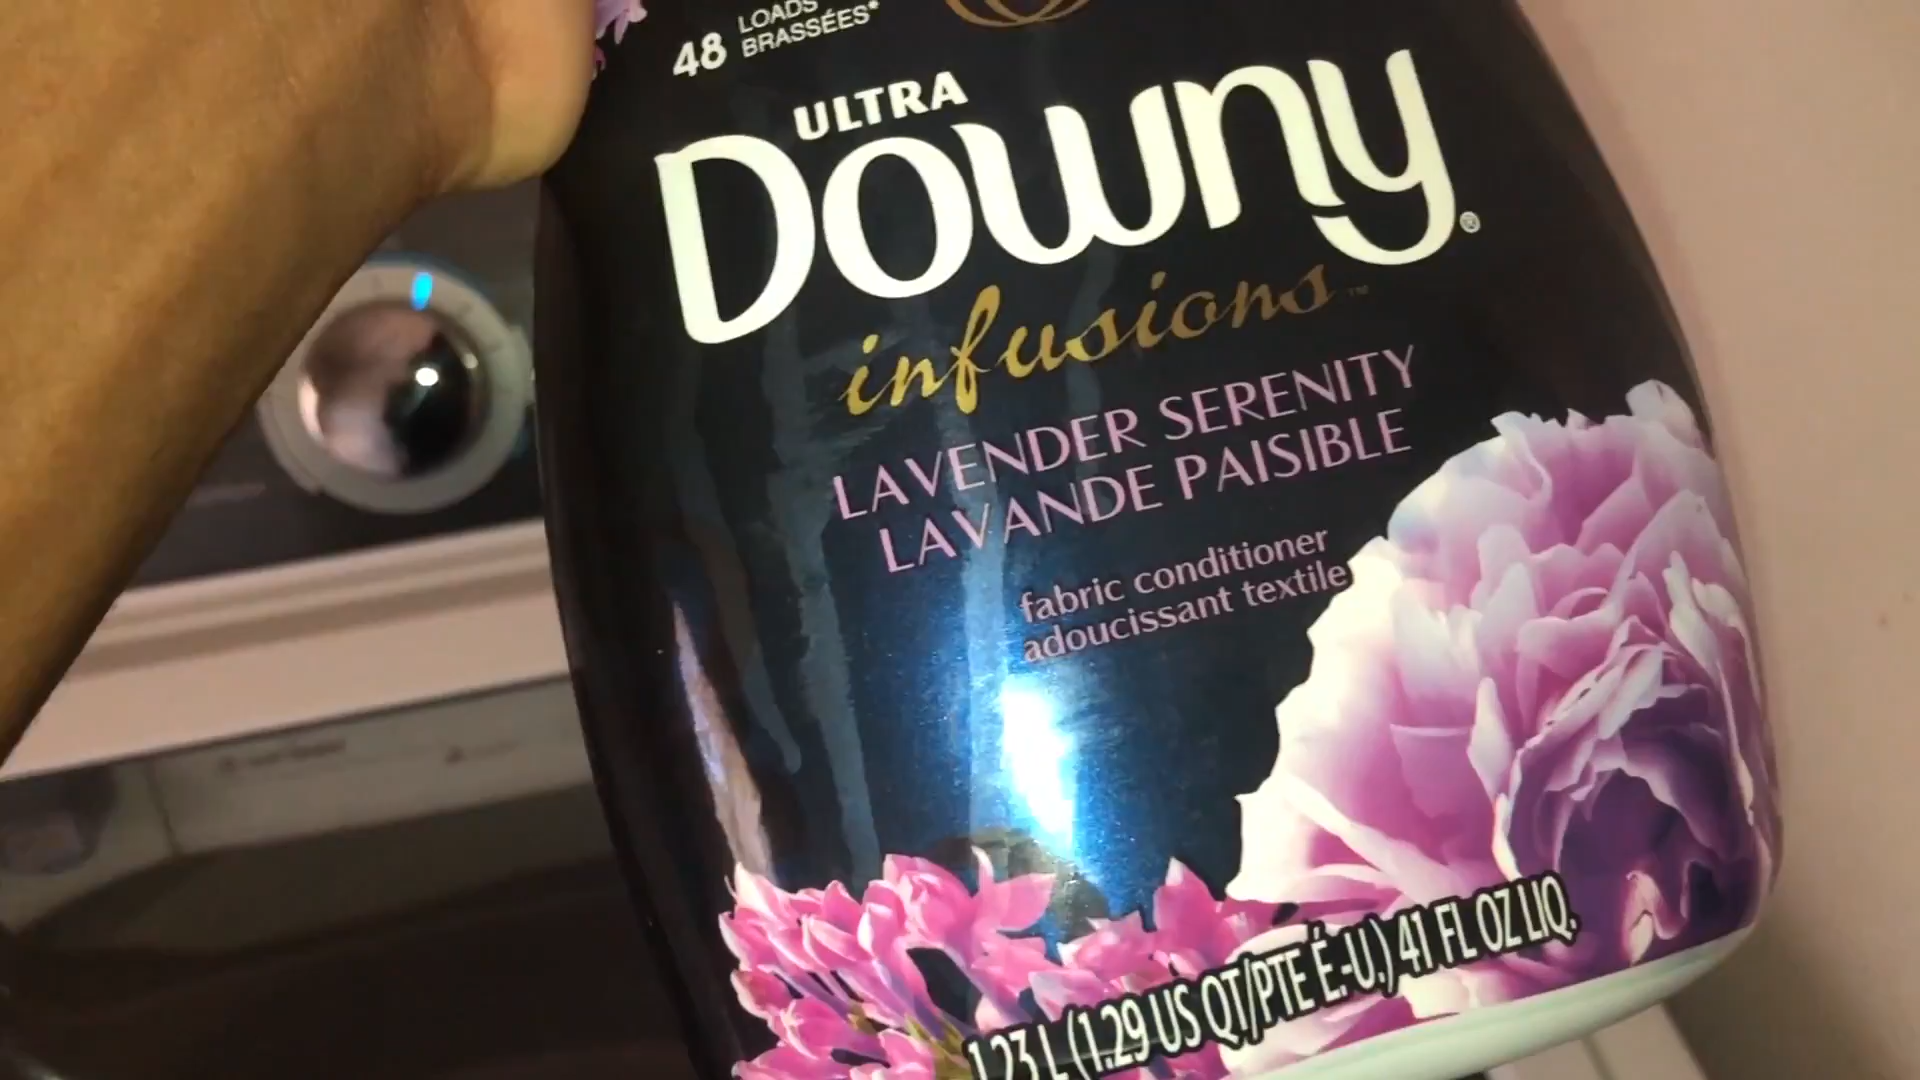 48 LOADS
BRASSÉES*
ULTRA
Downy®
infusions™
LAVENDER SERENITY
LAVANDE PAISIBLE
fabric conditioner
adoucissant textile
1.23 L (1.29 US QT/PTE É.-U.) 41 FL OZ LIQ.